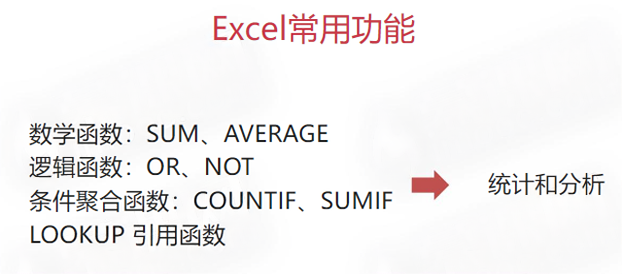 Excel常用功能
数学函数：SUM、AVERAGE
逻辑函数：OR、NOT
条件聚合函数：COUNTIF、SUMIF
LOOKUP 引用函数
统计和分析